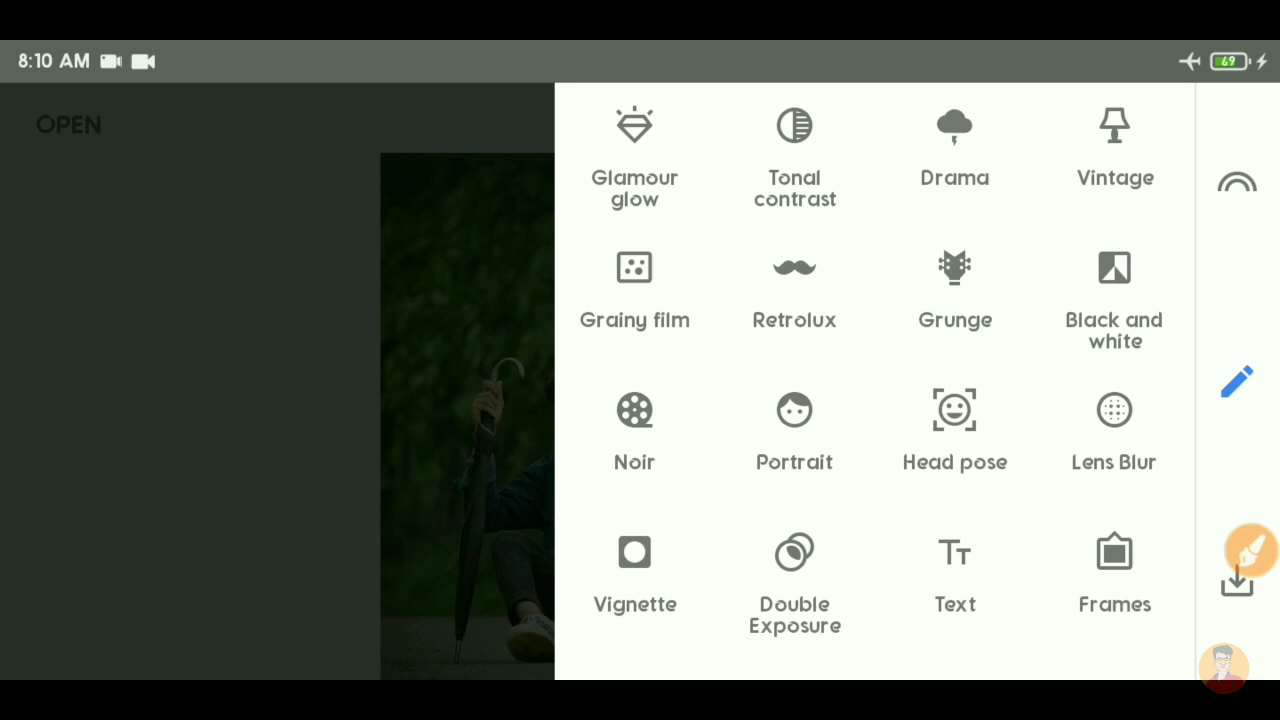 8:10 AM
69
OPEN
Glamour
glow
Tonal
contrast
Drama
Vintage
Grainy film
Retrolux
Grunge
Black and
white
Noir
Portrait
Head pose
Lens Blur
Vignette
Double
Exposure
Text
Frames